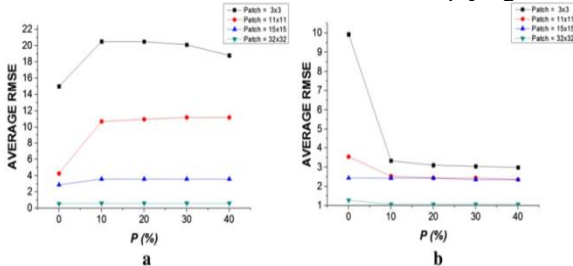 Patch = 3x3
Patch = 11x11
Patch = 15x15
Patch = 32x32
AVERAGE RMSE
22
20
18
16
14
12
10
8
6
4
2
0
0 10 20 30 40
P (%)
a
Patch = 3x3
Patch = 11x11
Patch = 15x15
Patch = 32x32
AVERAGE RMSE
10
9
8
7
6
5
4
3
2
1
0 10 20 30 40
P (%)
b